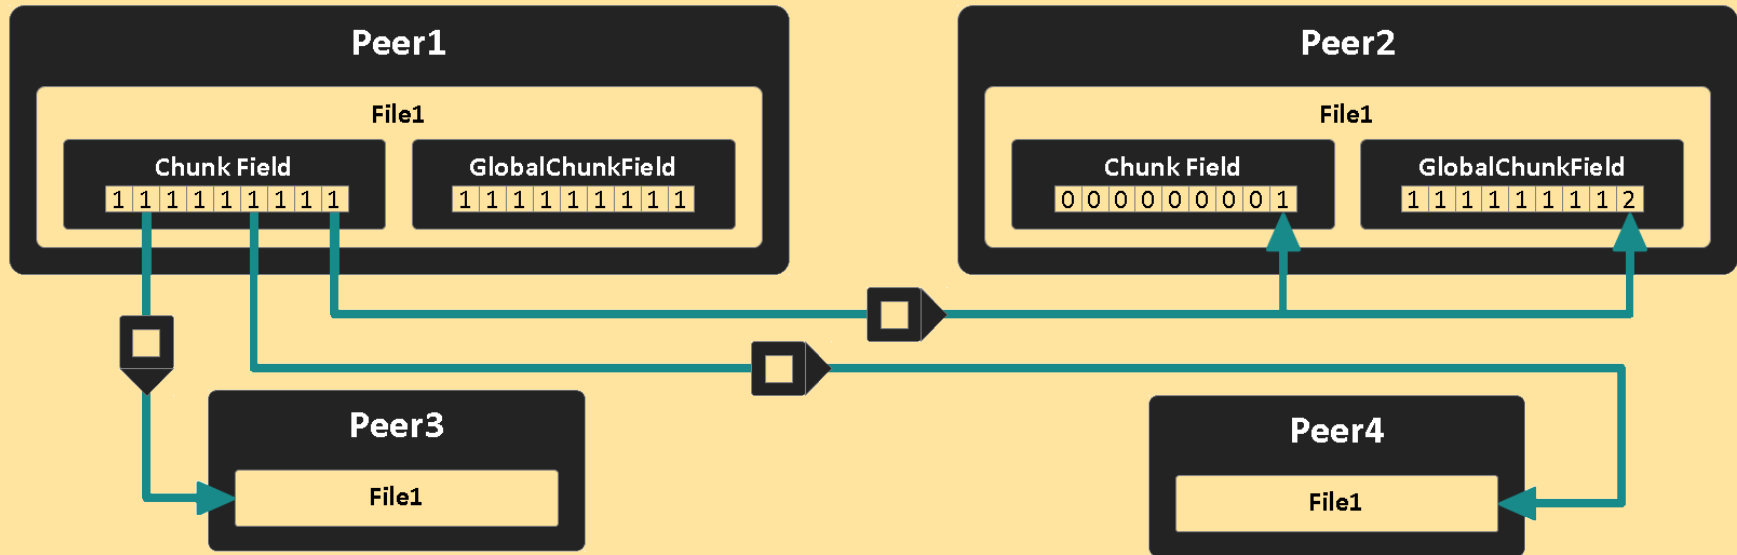 Peer1
File1
Chunk Field
1 1 1 1 1 1 1 1 1
GlobalChunkField
1 1 1 1 1 1 1 1 1
Peer2
File1
Chunk Field
0 0 0 0 0 0 0 0 1
GlobalChunkField
1 1 1 1 1 1 1 1 2
Peer3
File1
Peer4
File1